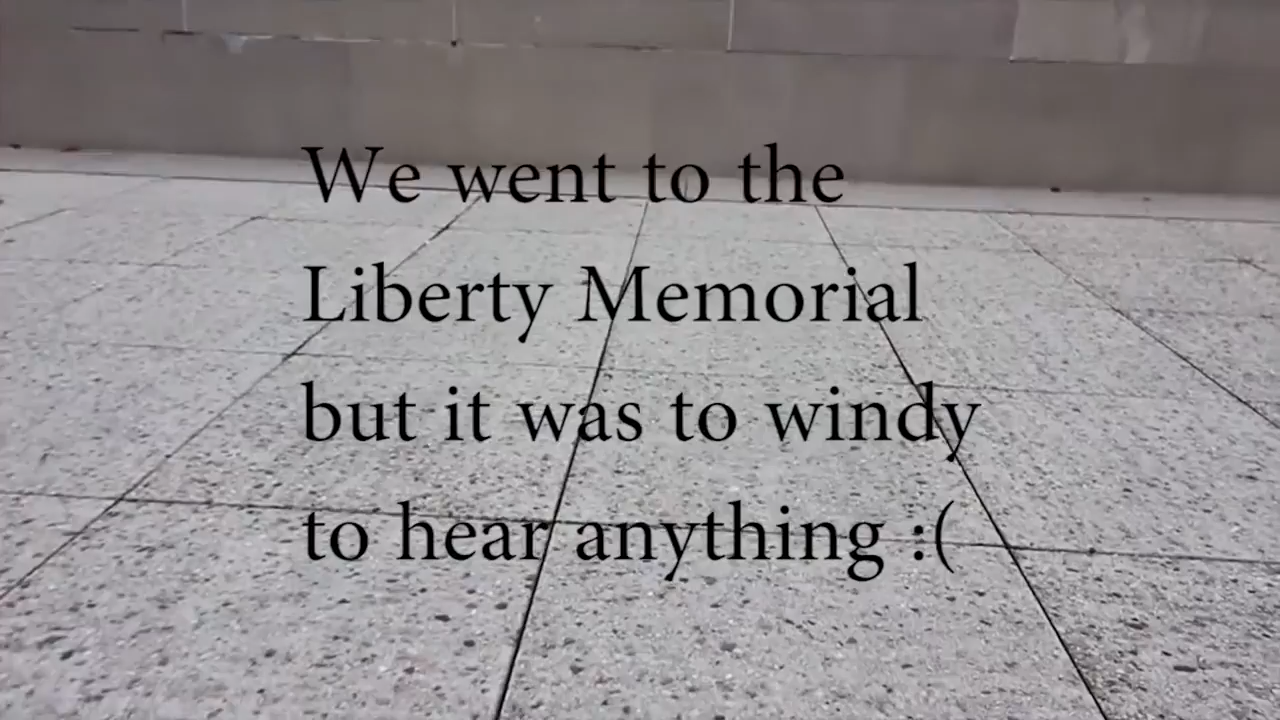 We went to the
Liberty Memorial
but it was to windy
to hear anything :(